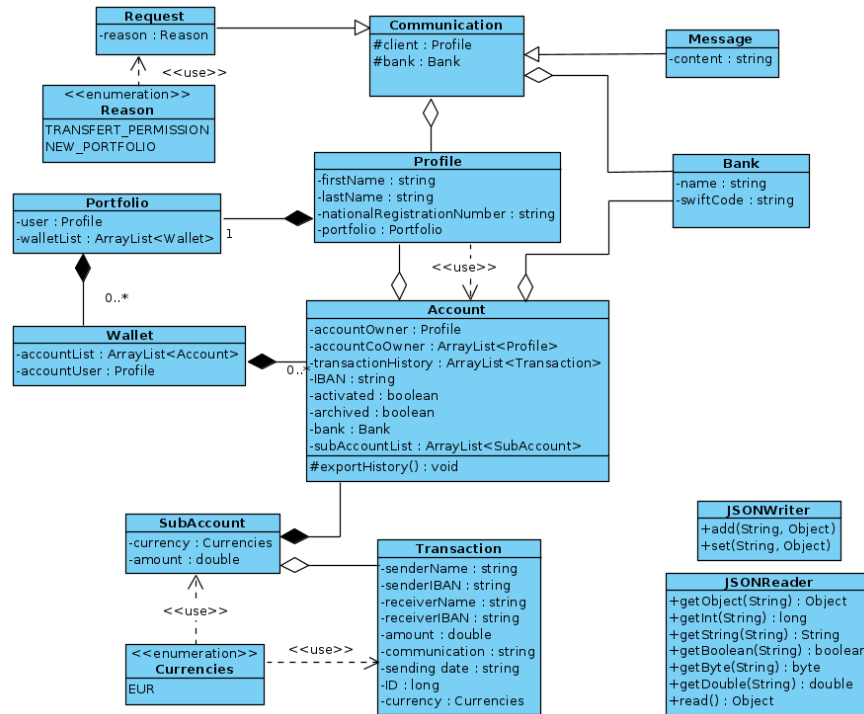 Request
-reason : Reason
<<use>>
<<enumeration>>
Reason
TRANSFERT_PERMISSION
NEW_PORTFOLIO
Communication
#client : Profile
#bank : Bank
Message
-content : string
Bank
-name : string
-swiftCode : string
Profile
-firstName : string
-lastName : string
-nationalRegistrationNumber : string
-portfolio : Portfolio
<<use>>
Portfolio
-user : Profile
-walletList : ArrayList<Wallet>
1
0..*
Wallet
-accountList : ArrayList<Account>
-accountUser : Profile
0..*
Account
-accountOwner : Profile
-accountCoOwner : ArrayList<Profile>
-transactionHistory : ArrayList<Transaction>
-IBAN : string
-activated : boolean
-archived : boolean
-bank : Bank
-subAccountList : ArrayList<SubAccount>
#exportHistory() : void
SubAccount
-currency : Currencies
-amount : double
<<use>>
<<enumeration>>
Currencies
EUR
<<use>>
Transaction
-senderName : string
-senderIBAN : string
-receiverName : string
-receiverIBAN : string
-amount : double
-communication : string
-sending date : string
-ID : long
-currency : Currencies
JSONWriter
+add(String, Object)
+set(String, Object)
JSONReader
+getObject(String) : Object
+getInt(String) : long
+getString(String) : String
+getBoolean(String) : boolean
+getByte(String) : byte
+getDouble(String) : double
+read() : Object